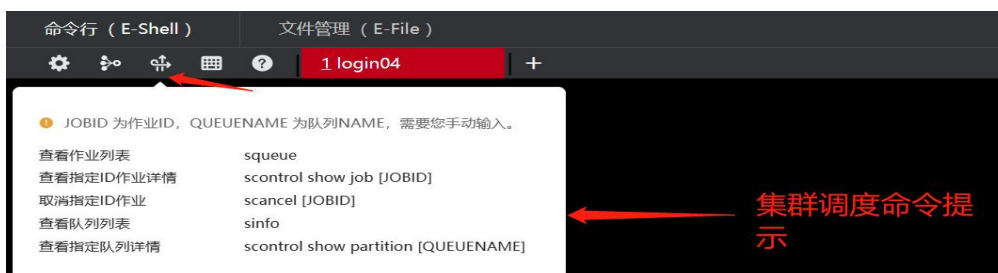 命令行 ( E-Shell )    文件管理 ( E-File )
1 login04    +
JOBID 为作业ID，QUEUENAME 为队列NAME，需要您手动输入。
查看作业列表    squeue
查看指定ID作业详情    scontrol show job [JOBID]
取消指定ID作业    scancel [JOBID]
查看队列列表    sinfo
查看指定队列详情    scontrol show partition [QUEUENAME]
集群调度命令提
示